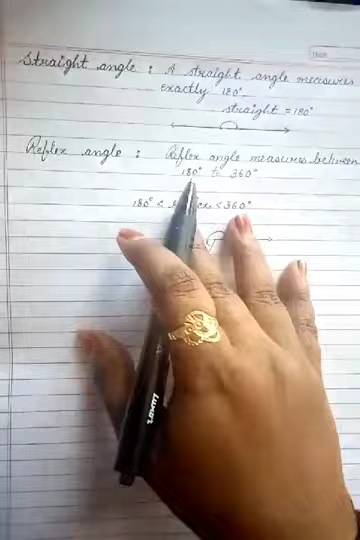 Straight angle : A straight angle measures
exactly 180°.
straight = 180°
Reflex angle : Reflex angle measures between
180° to 360°
180° < < 360°